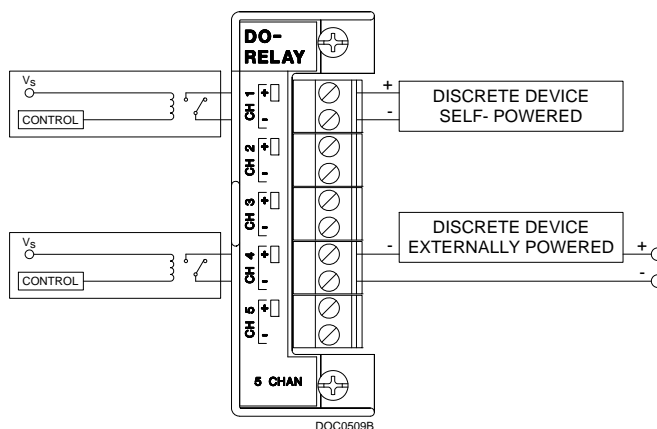 DO-
RELAY
Vs
CONTROL
CH 1
+
-
+
-
DISCRETE DEVICE
SELF- POWERED
CH 2
+
-
CH 3
+
-
Vs
CONTROL
CH 4
+
-
-
DISCRETE DEVICE
EXTERNALLY POWERED
+
-
CH 5
+
-
5 CHAN
DOC0509B